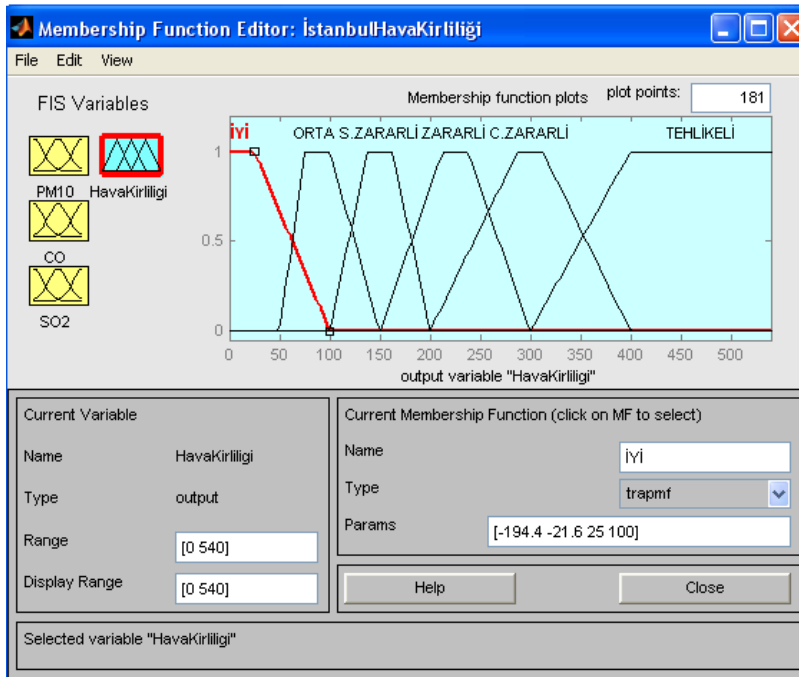 Membership Function Editor: İstanbulHavaKirliliği
File Edit View
FIS Variables
Membership function plots plot points: 181
İYİ ORTA S.ZARARLİ ZARARLİ C.ZARARLİ TEHLİKELİ
PM10 HavaKirliligi
CO
SO2
1
0.5
0
0 50 100 150 200 250 300 350 400 450 500
output variable "HavaKirliligi"
Current Variable
Name HavaKirliligi
Type output
Range [0 540]
Display Range [0 540]
Current Membership Function (click on MF to select)
Name İYİ
Type trapmf
Params [-194.4 -21.6 25 100]
Help Close
Selected variable "HavaKirliligi"